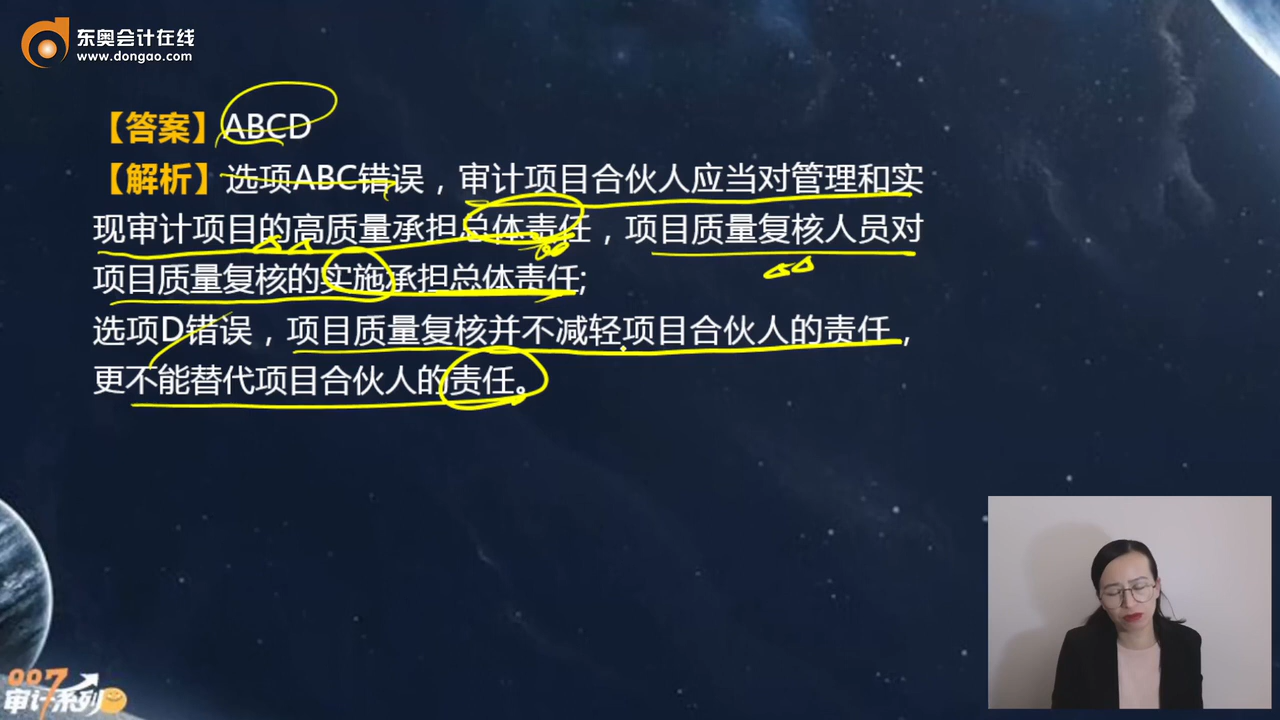 东奥会计在线
www.dongao.com
【答案】ABCD
【解析】选项ABC错误，审计项目合伙人应当对管理和实
现审计项目的高质量承担总体责任，项目质量复核人员对
项目质量复核的实施承担总体责任;
选项D错误，项目质量复核并不减轻项目合伙人的责任，
更不能替代项目合伙人的责任。
007
审计系列